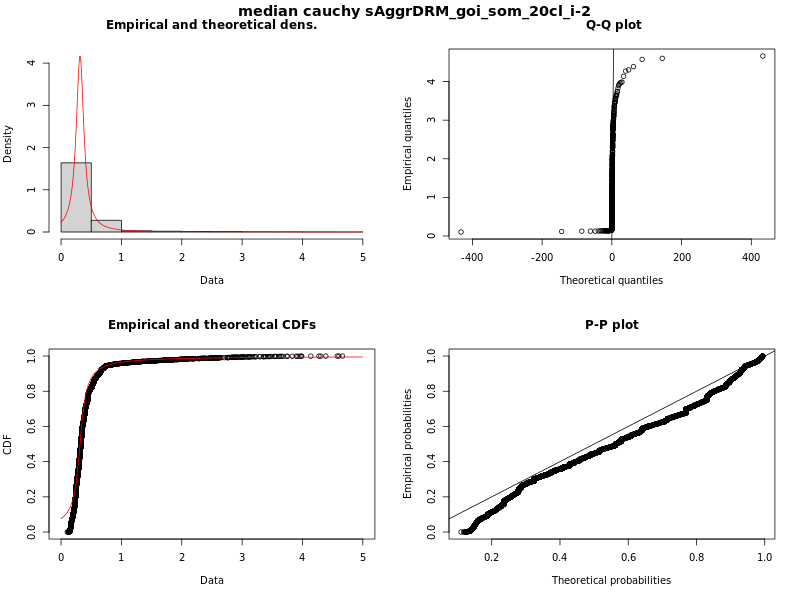 median cauchy sAggrDRM_goi_som_20cl_i-2
Empirical and theoretical dens.
Density
0 1 2 3 4
0 1 2 3 4 5
Data
Q-Q plot
Empirical quantiles
0 1 2 3 4
-400 -200 0 200 400
Theoretical quantiles
Empirical and theoretical CDFs
CDF
0.0 0.2 0.4 0.6 0.8 1.0
0 1 2 3 4 5
Data
P-P plot
Empirical probabilities
0.0 0.2 0.4 0.6 0.8 1.0
0.2 0.4 0.6 0.8 1.0
Theoretical probabilities